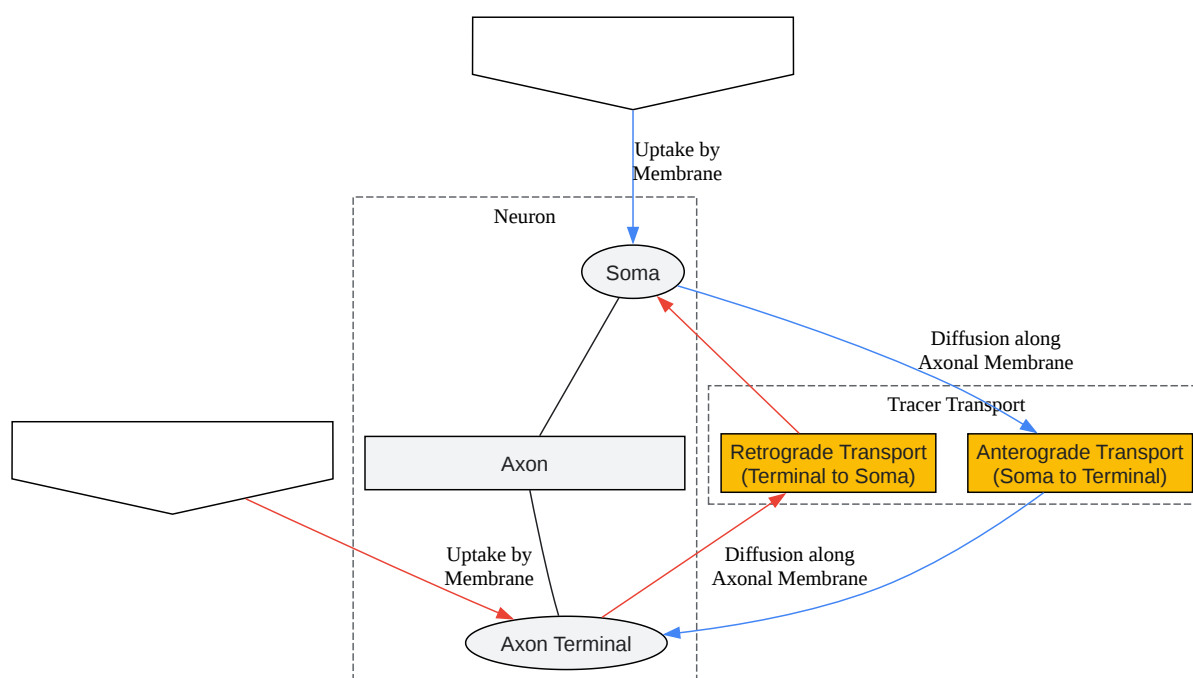 Uptake by
Membrane
Neuron
Soma
Diffusion along
Axonal Membrane
Tracer Transport
Retrograde Transport
(Terminal to Soma)
Anterograde Transport
(Soma to Terminal)
Axon
Uptake by
Membrane
Diffusion along
Axonal Membrane
Axon Terminal